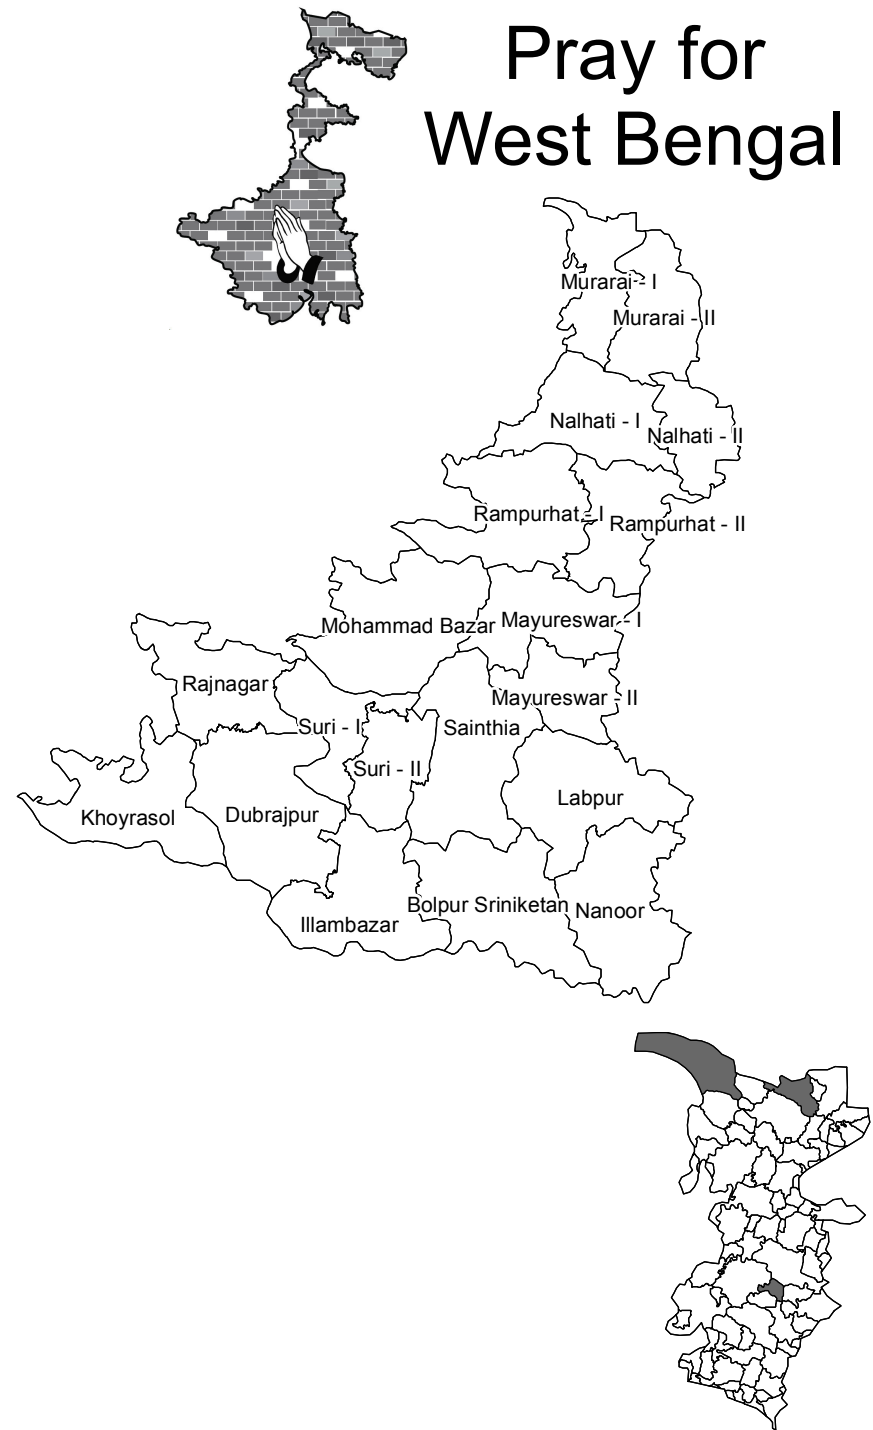 Pray for
West Bengal
Murarai - I
Murarai - II
Nalhati - I
Nalhati - II
Rampurhat - I
Rampurhat - II
Mohammad Bazar
Mayureswar - I
Rajnagar
Mayureswar - II
Suri - I
Sainthia
Suri - II
Labpur
Khoyrasol
Dubrajpur
Bolpur Sriniketan
Nanoor
Illambazar